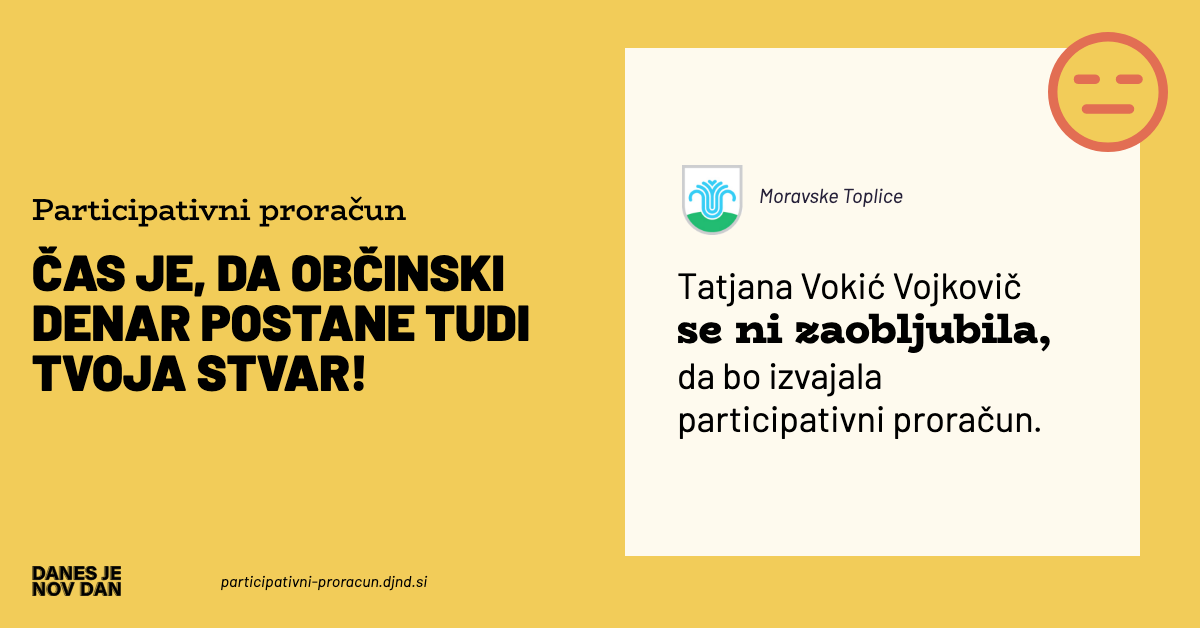 Participativni proračun
ČAS JE, DA OBČINSKI
DENAR POSTANE TUDI
TVOJA STVAR!
DANES JE
NOV DAN
participativni-proracun.djnd.si
Moravske Toplice
Tatjana Vokić Vojkovič
se ni zaobljubila,
da bo izvajala
participativni proračun.